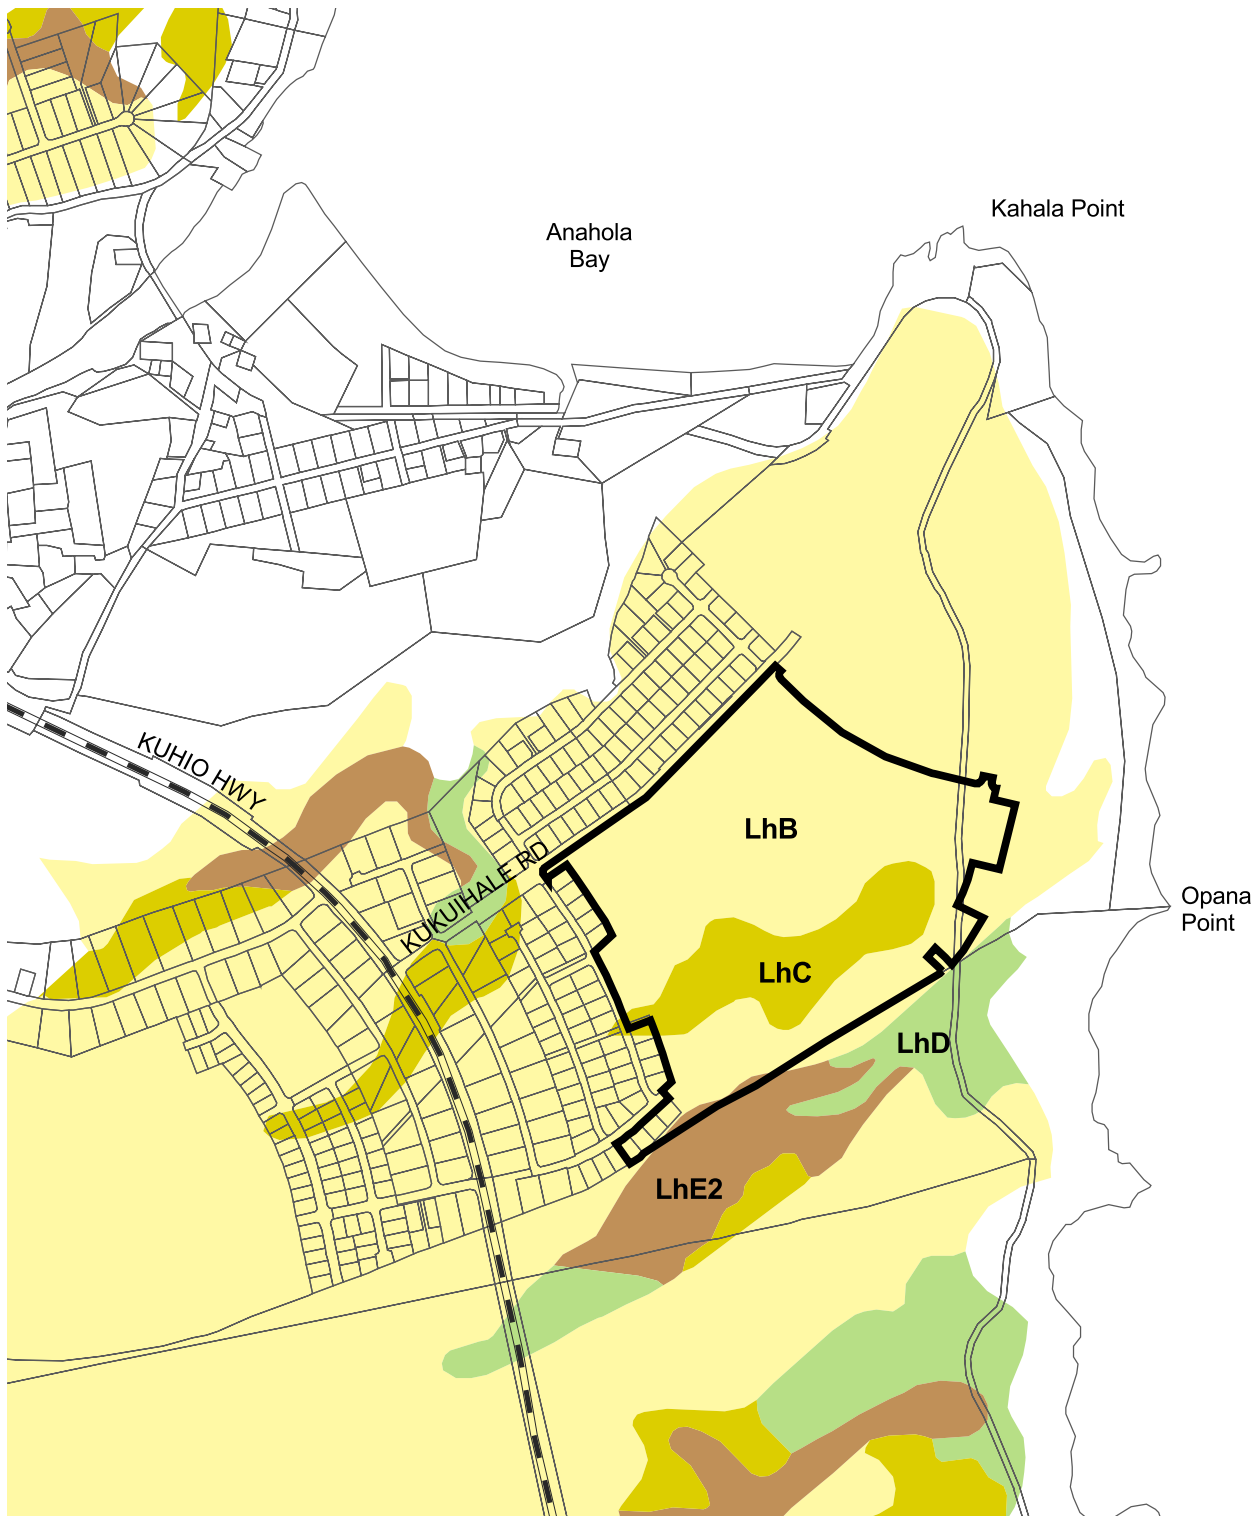 Kahala Point
Anahola
Bay
KUHIO HWY
LhB
KUKUIHALE RD
Opana
Point
LhC
LhD
LhE2